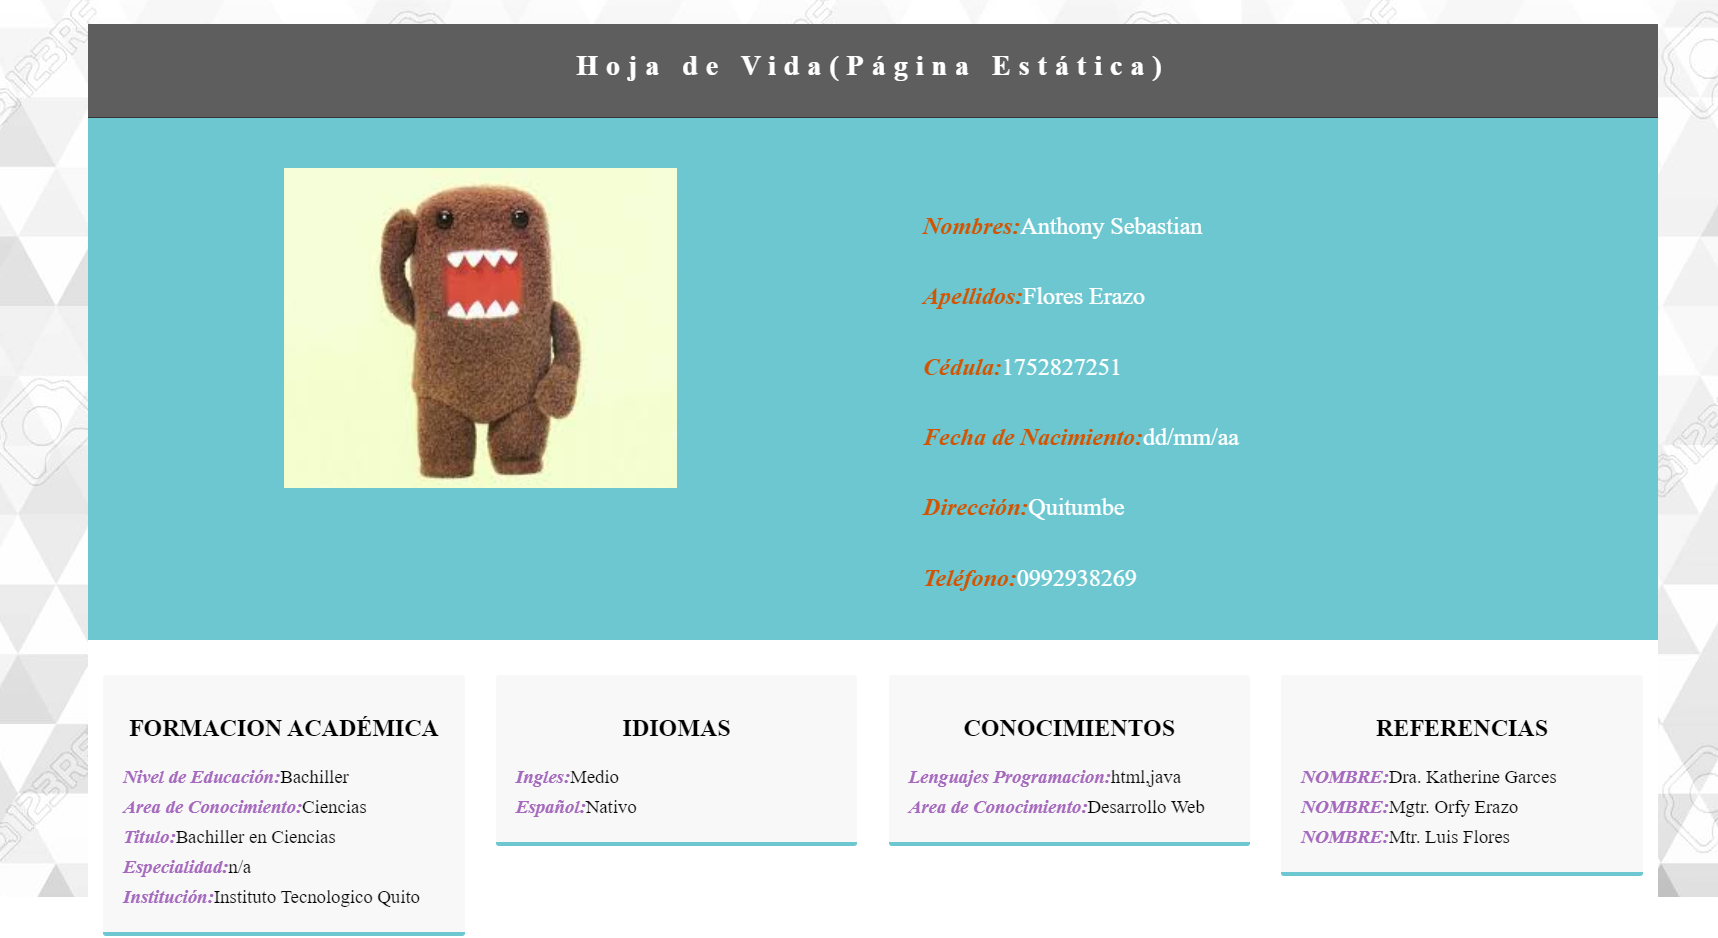 Hoja de Vida(Página Estática)
Nombres:Anthony Sebastian
Apellidos:Flores Erazo
Cédula:1752827251
Fecha de Nacimiento:dd/mm/aa
Dirección:Quitumbe
Teléfono:0992938269
FORMACION ACADÉMICA
Nivel de Educación:Bachiller
Area de Conocimiento:Ciencias
Titulo:Bachiller en Ciencias
Especialidad:n/a
Institución:Instituto Tecnologico Quito
IDIOMAS
Ingles:Medio
Español:Nativo
CONOCIMIENTOS
Lenguajes Programacion:html,java
Area de Conocimiento:Desarrollo Web
REFERENCIAS
NOMBRE:Dra. Katherine Garces
NOMBRE:Mgtr. Orfy Erazo
NOMBRE:Mtr. Luis Flores